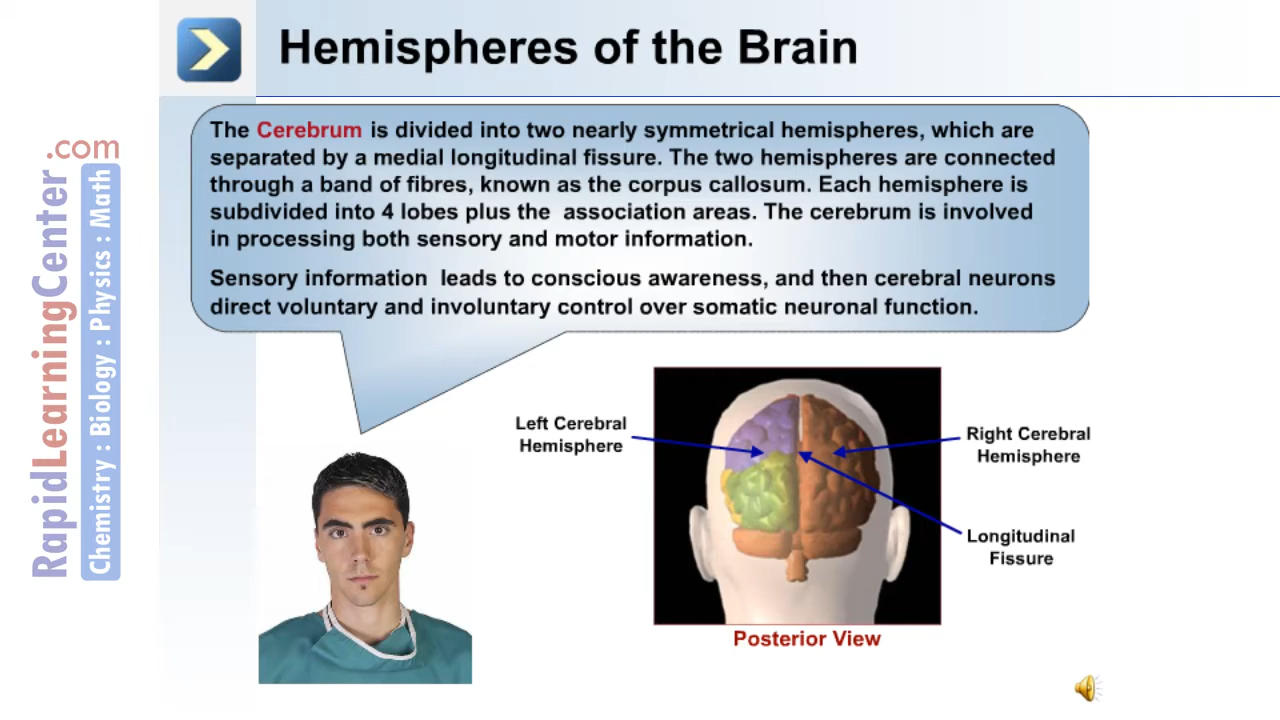 Hemispheres of the Brain
The Cerebrum is divided into two nearly symmetrical hemispheres, which are
separated by a medial longitudinal fissure. The two hemispheres are connected
through a band of fibres, known as the corpus callosum. Each hemisphere is
subdivided into 4 lobes plus the association areas. The cerebrum is involved
in processing both sensory and motor information.
Sensory information leads to conscious awareness, and then cerebral neurons
direct voluntary and involuntary control over somatic neuronal function.
RapidLearningCenter.com
Chemistry : Biology : Physics : Math
Left Cerebral
Hemisphere
Right Cerebral
Hemisphere
Longitudinal
Fissure
Posterior View